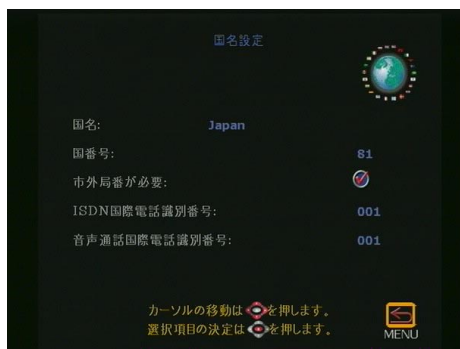 国名設定
国名: Japan
国番号: 81
市外局番が必要:
ISDN国際電話識別番号: 001
音声通話国際電話識別番号: 001
カーソルの移動は を押します。
選択項目の決定は を押します。
MENU